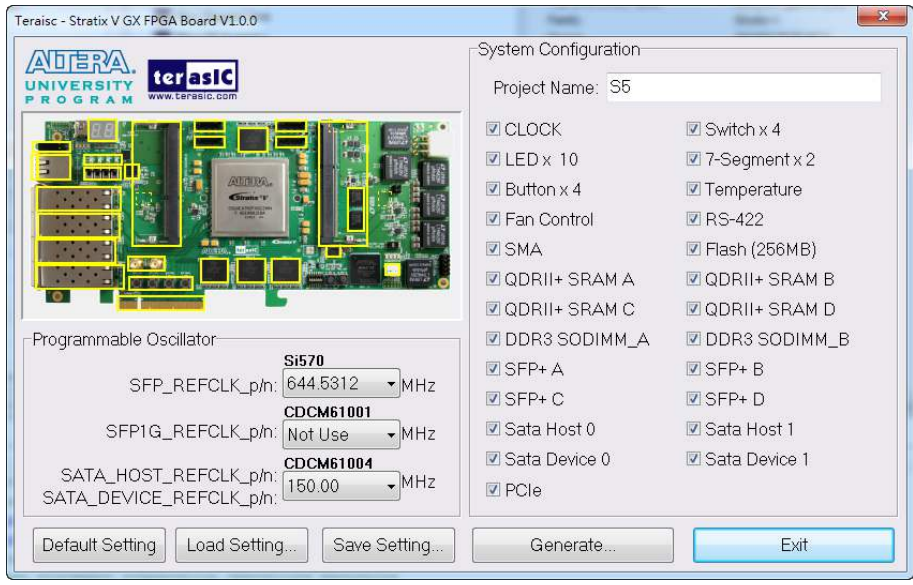 Teraisc - Stratix V GX FPGA Board V1.0.0
ALTERA
UNIVERSITY
PROGRAM
terasIC
www.terasic.com
ALTERA
Stratix V
System Configuration
Project Name: S5
CLOCK
Switch x 4
LED x 10
7-Segment x 2
Button x 4
Temperature
Fan Control
RS-422
SMA
Flash (256MB)
QDRII+ SRAM A
QDRII+ SRAM B
QDRII+ SRAM C
QDRII+ SRAM D
DDR3 SODIMM_A
DDR3 SODIMM_B
SFP+ A
SFP+ B
SFP+ C
SFP+ D
Sata Host 0
Sata Host 1
Sata Device 0
Sata Device 1
PCIe
Programmable Oscillator
Si570
SFP_REFCLK_p/n: 644.5312 MHz
CDCM61001
SFP1G_REFCLK_p/n: Not Use MHz
CDCM61004
SATA_HOST_REFCLK_p/n:
SATA_DEVICE_REFCLK_p/n: 150.00 MHz
Default Setting
Load Setting...
Save Setting...
Generate...
Exit